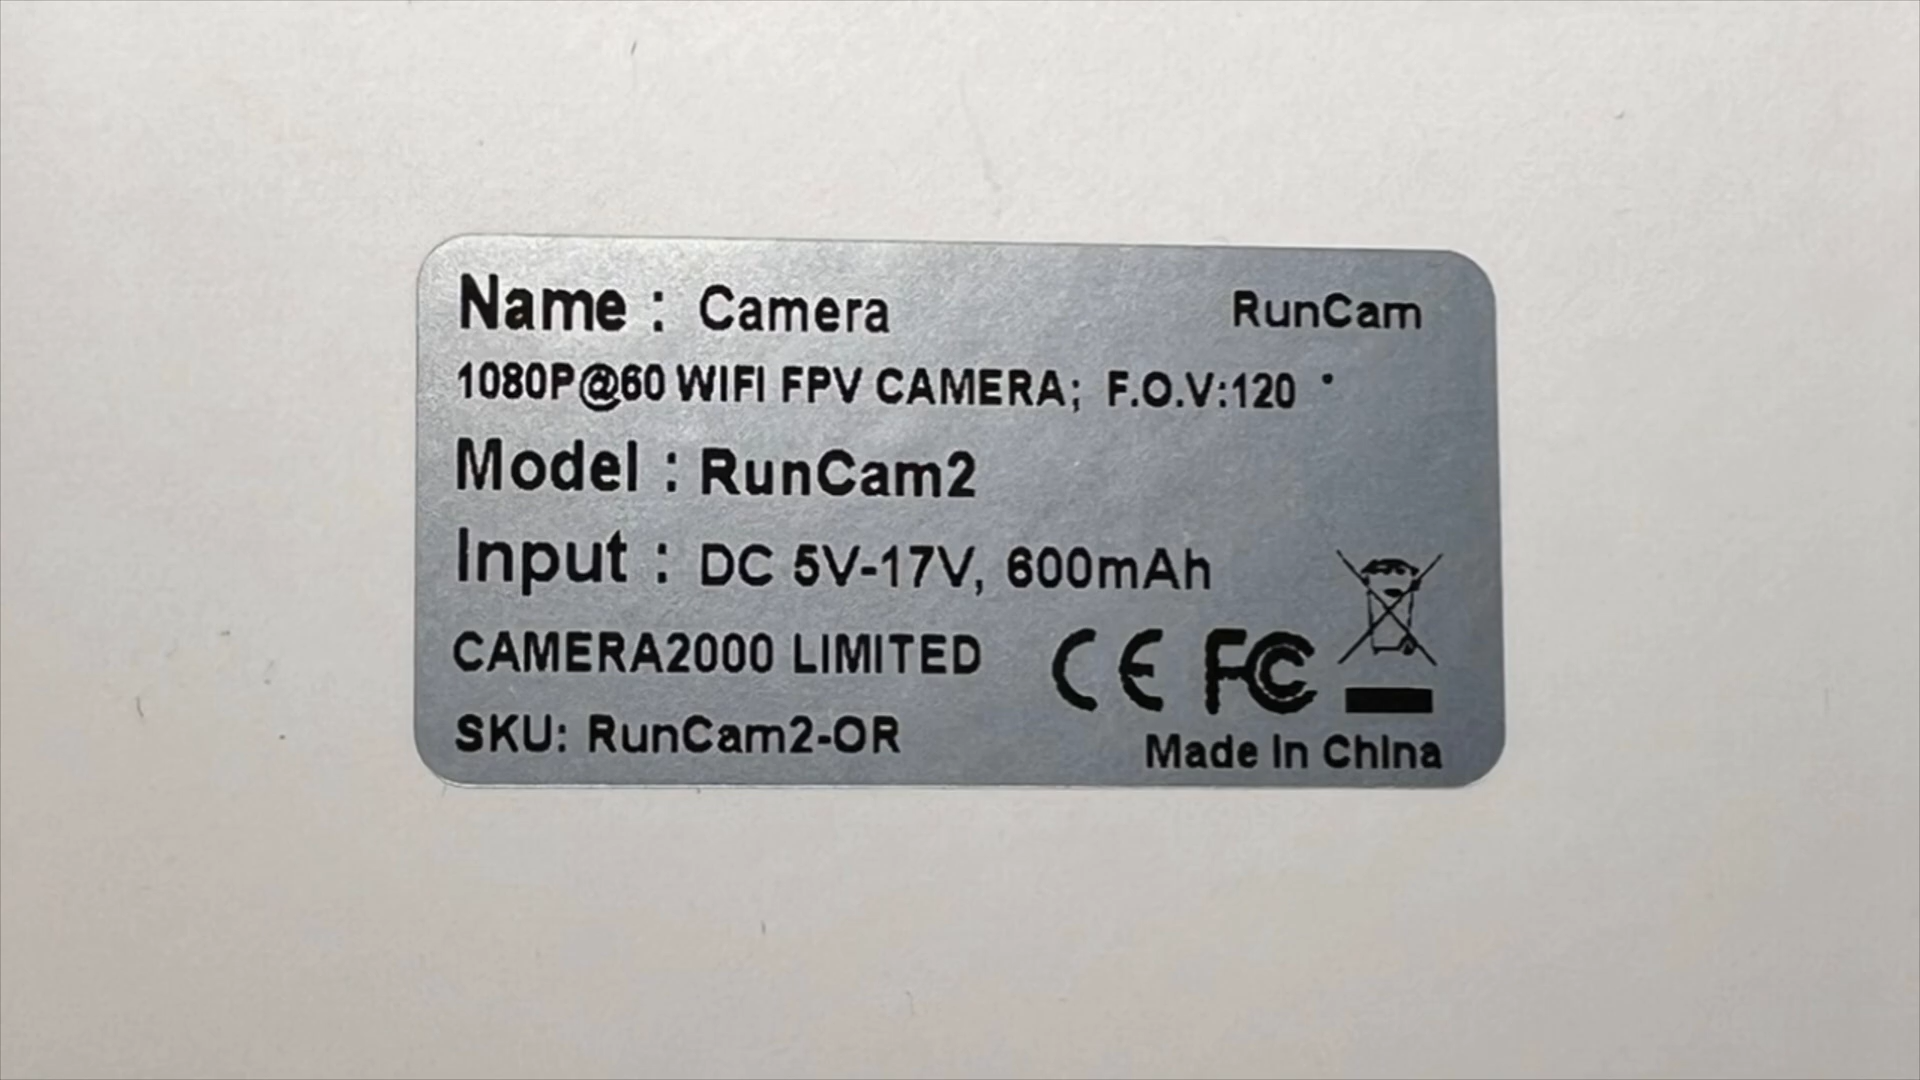 Name : Camera RunCam
1080P@60 WIFI FPV CAMERA; F.O.V:120 °
Model : RunCam2
Input : DC 5V-17V, 600mAh
CAMERA2000 LIMITED CE FC
SKU: RunCam2-OR
Made In China